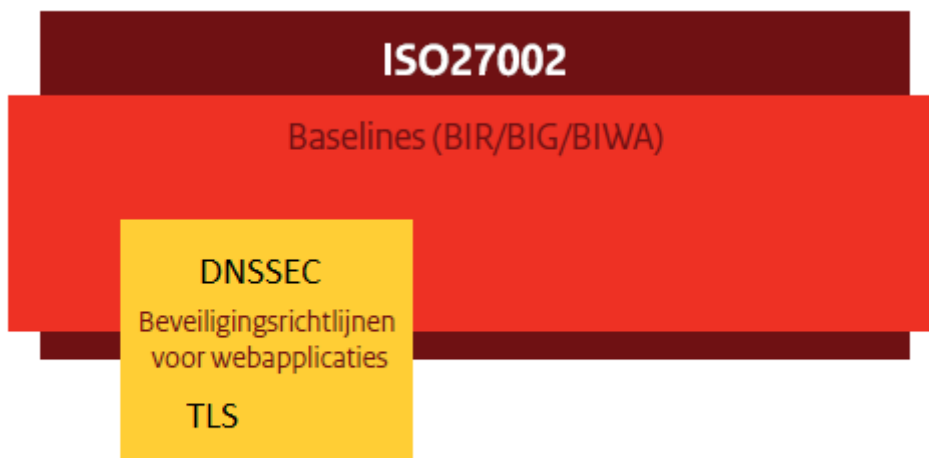 ISO27002
Baselines (BIR/BIG/BIWA)
DNSSEC
Beveiligingsrichtlijnen
voor webapplicaties
TLS